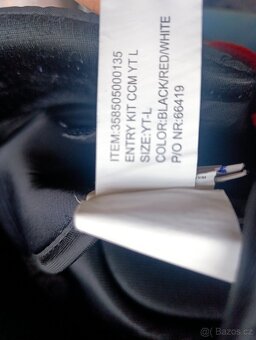 ITEM:358505000135
ENTRY KIT CCM YT L
SIZE:YT-L
COLOR:BLACK/RED/WHITE
P/O NR:66419
Bazos.cz